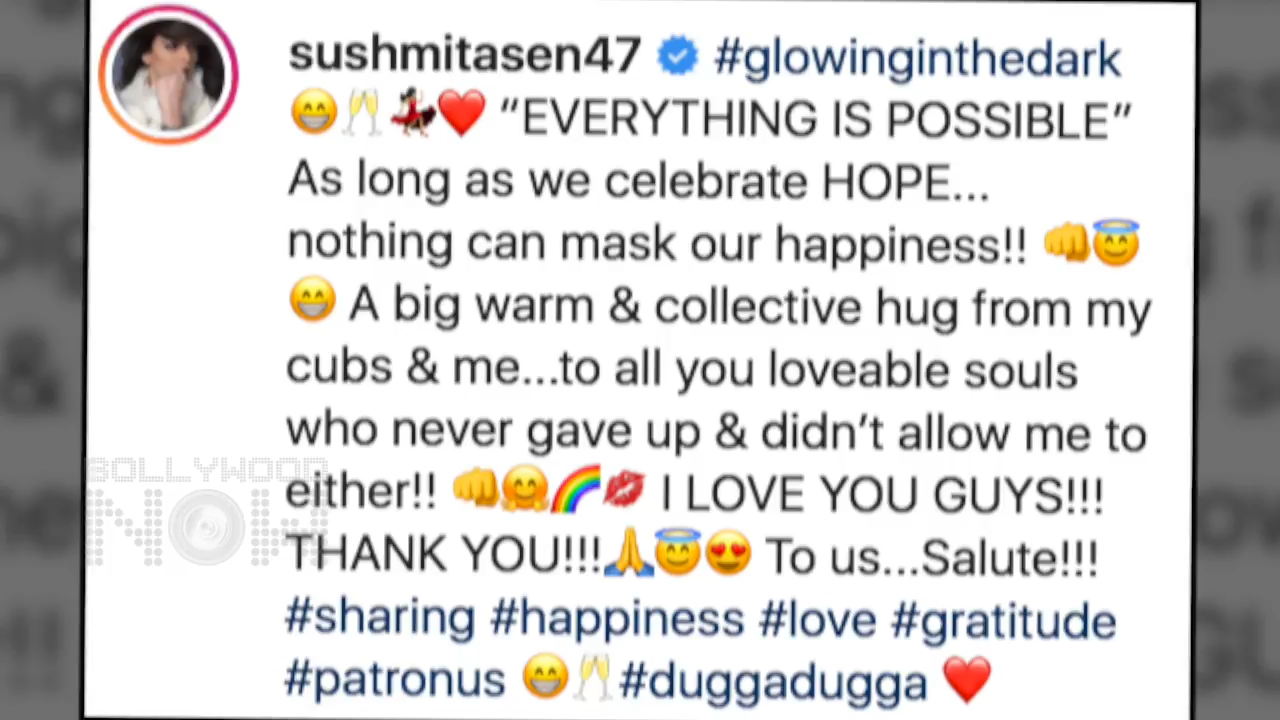 sushmitasen47 #glowinginthedark
😁🥂💃❤️ “EVERYTHING IS POSSIBLE”
As long as we celebrate HOPE...
nothing can mask our happiness!! 👊😇
😁 A big warm & collective hug from my
cubs & me...to all you loveable souls
who never gave up & didn’t allow me to
either!! 👊🤗🌈💋 I LOVE YOU GUYS!!!
THANK YOU!!!🙏😇😍 To us...Salute!!!
#sharing #happiness #love #gratitude
#patronus 😁🥂#duggadugga ❤️
BOLLYWOOD
NOW